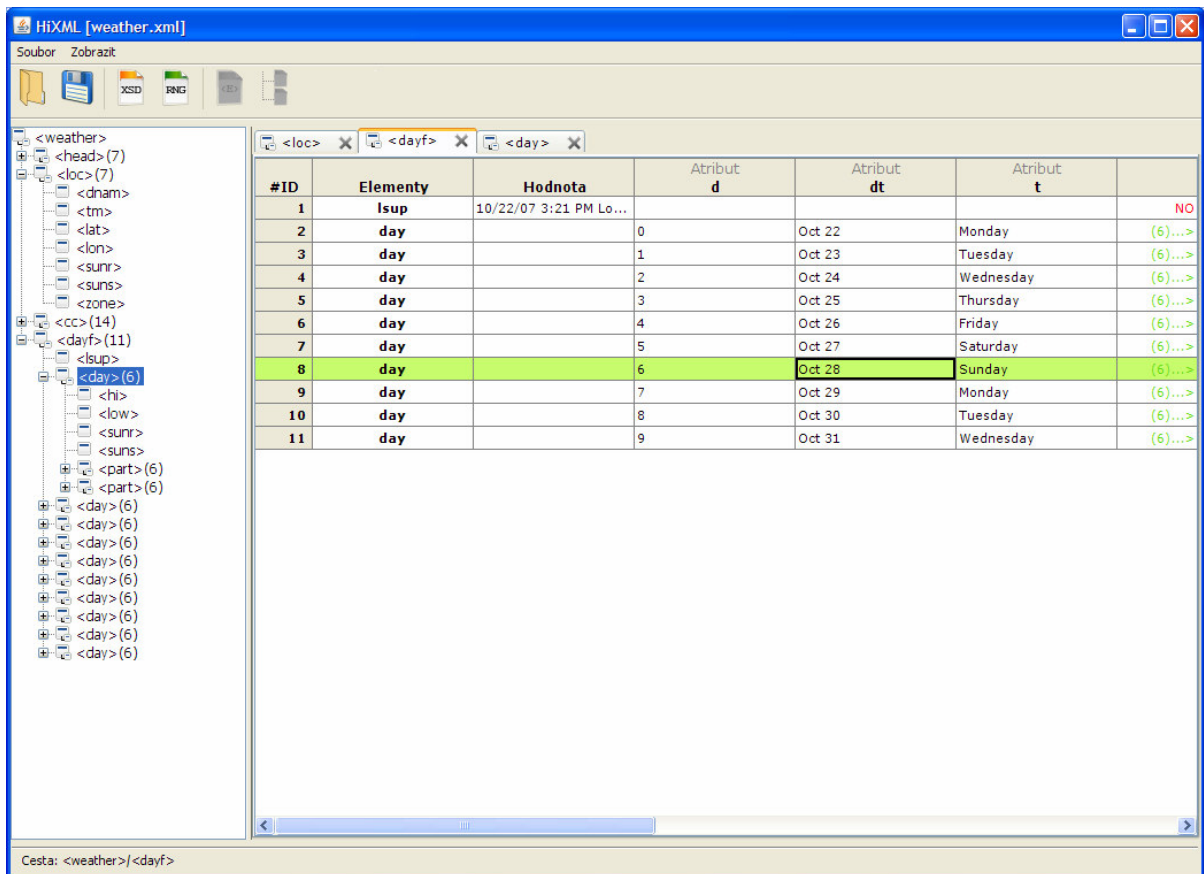 HiXML [weather.xml]
Soubor Zobrazit
XSD RNG <E>
<weather>
<head>(7)
<loc>(7)
<dnam>
<tm>
<lat>
<lon>
<sunr>
<suns>
<zone>
<cc>(14)
<dayf>(11)
<lsup>
<day>(6)
<hi>
<low>
<sunr>
<suns>
<part>(6)
<part>(6)
<day>(6)
<day>(6)
<day>(6)
<day>(6)
<day>(6)
<day>(6)
<day>(6)
<day>(6)
<day>(6)
<loc> <dayf> <day>
Atribut Atribut Atribut
#ID Elementy Hodnota d dt t
1 lsup 10/22/07 3:21 PM Lo... NO
2 day 0 Oct 22 Monday (6)...>
3 day 1 Oct 23 Tuesday (6)...>
4 day 2 Oct 24 Wednesday (6)...>
5 day 3 Oct 25 Thursday (6)...>
6 day 4 Oct 26 Friday (6)...>
7 day 5 Oct 27 Saturday (6)...>
8 day 6 Oct 28 Sunday (6)...>
9 day 7 Oct 29 Monday (6)...>
10 day 8 Oct 30 Tuesday (6)...>
11 day 9 Oct 31 Wednesday (6)...>
Cesta: <weather>/<dayf>